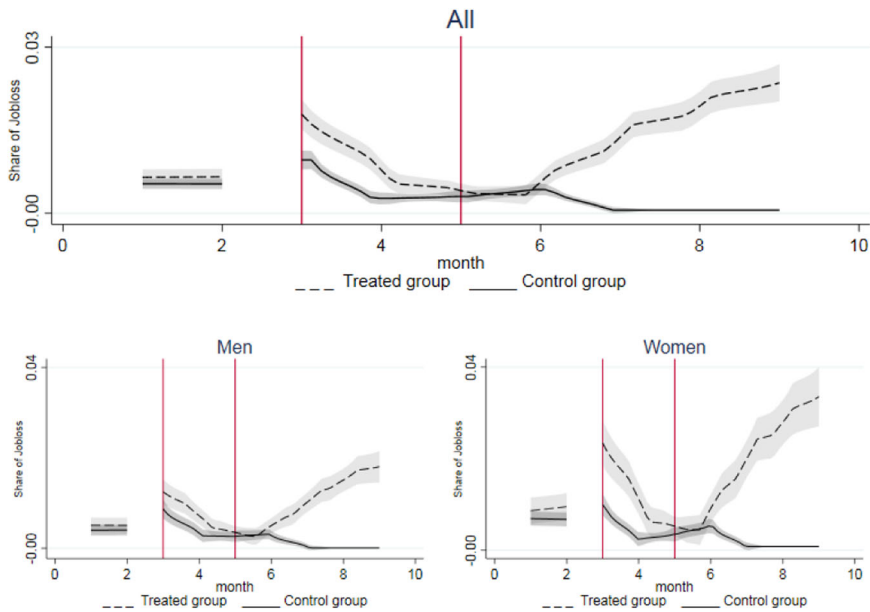 All
Share of Jobloss
0.03
-0.00
0 2 4 6 8 10
month
Treated group Control group
Men
Share of Jobloss
0.04
-0.00
0 2 4 6 8 10
month
Treated group Control group
Women
Share of Jobloss
0.04
-0.00
0 2 4 6 8 10
month
Treated group Control group